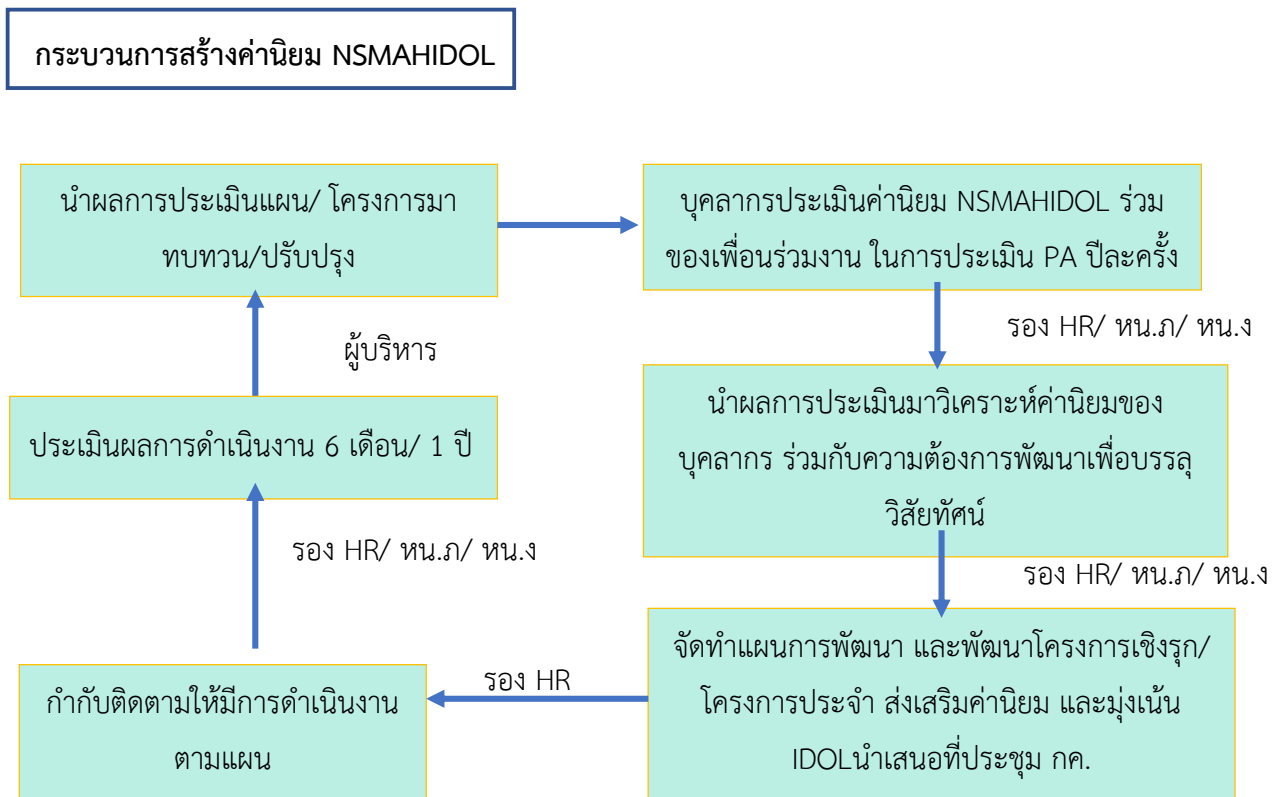 กระบวนการสร้างค่านิยม NSMAHIDOL
นำผลการประเมินแผน/ โครงการมา
ทบทวน/ปรับปรุง
บุคลากรประเมินค่านิยม NSMAHIDOL ร่วม
ของเพื่อนร่วมงาน ในการประเมิน PA ปีละครั้ง
รอง HR/ หน.ภ/ หน.ง
นำผลการประเมินมาวิเคราะห์ค่านิยมของ
บุคลากร ร่วมกับความต้องการพัฒนาเพื่อบรรลุ
วิสัยทัศน์
รอง HR/ หน.ภ/ หน.ง
จัดทำแผนการพัฒนา และพัฒนาโครงการเชิงรุก/
โครงการประจำ ส่งเสริมค่านิยม และมุ่งเน้น
IDOLนำเสนอที่ประชุม กค.
รอง HR
กำกับติดตามให้มีการดำเนินงาน
ตามแผน
รอง HR/ หน.ภ/ หน.ง
ประเมินผลการดำเนินงาน 6 เดือน/ 1 ปี
ผู้บริหาร